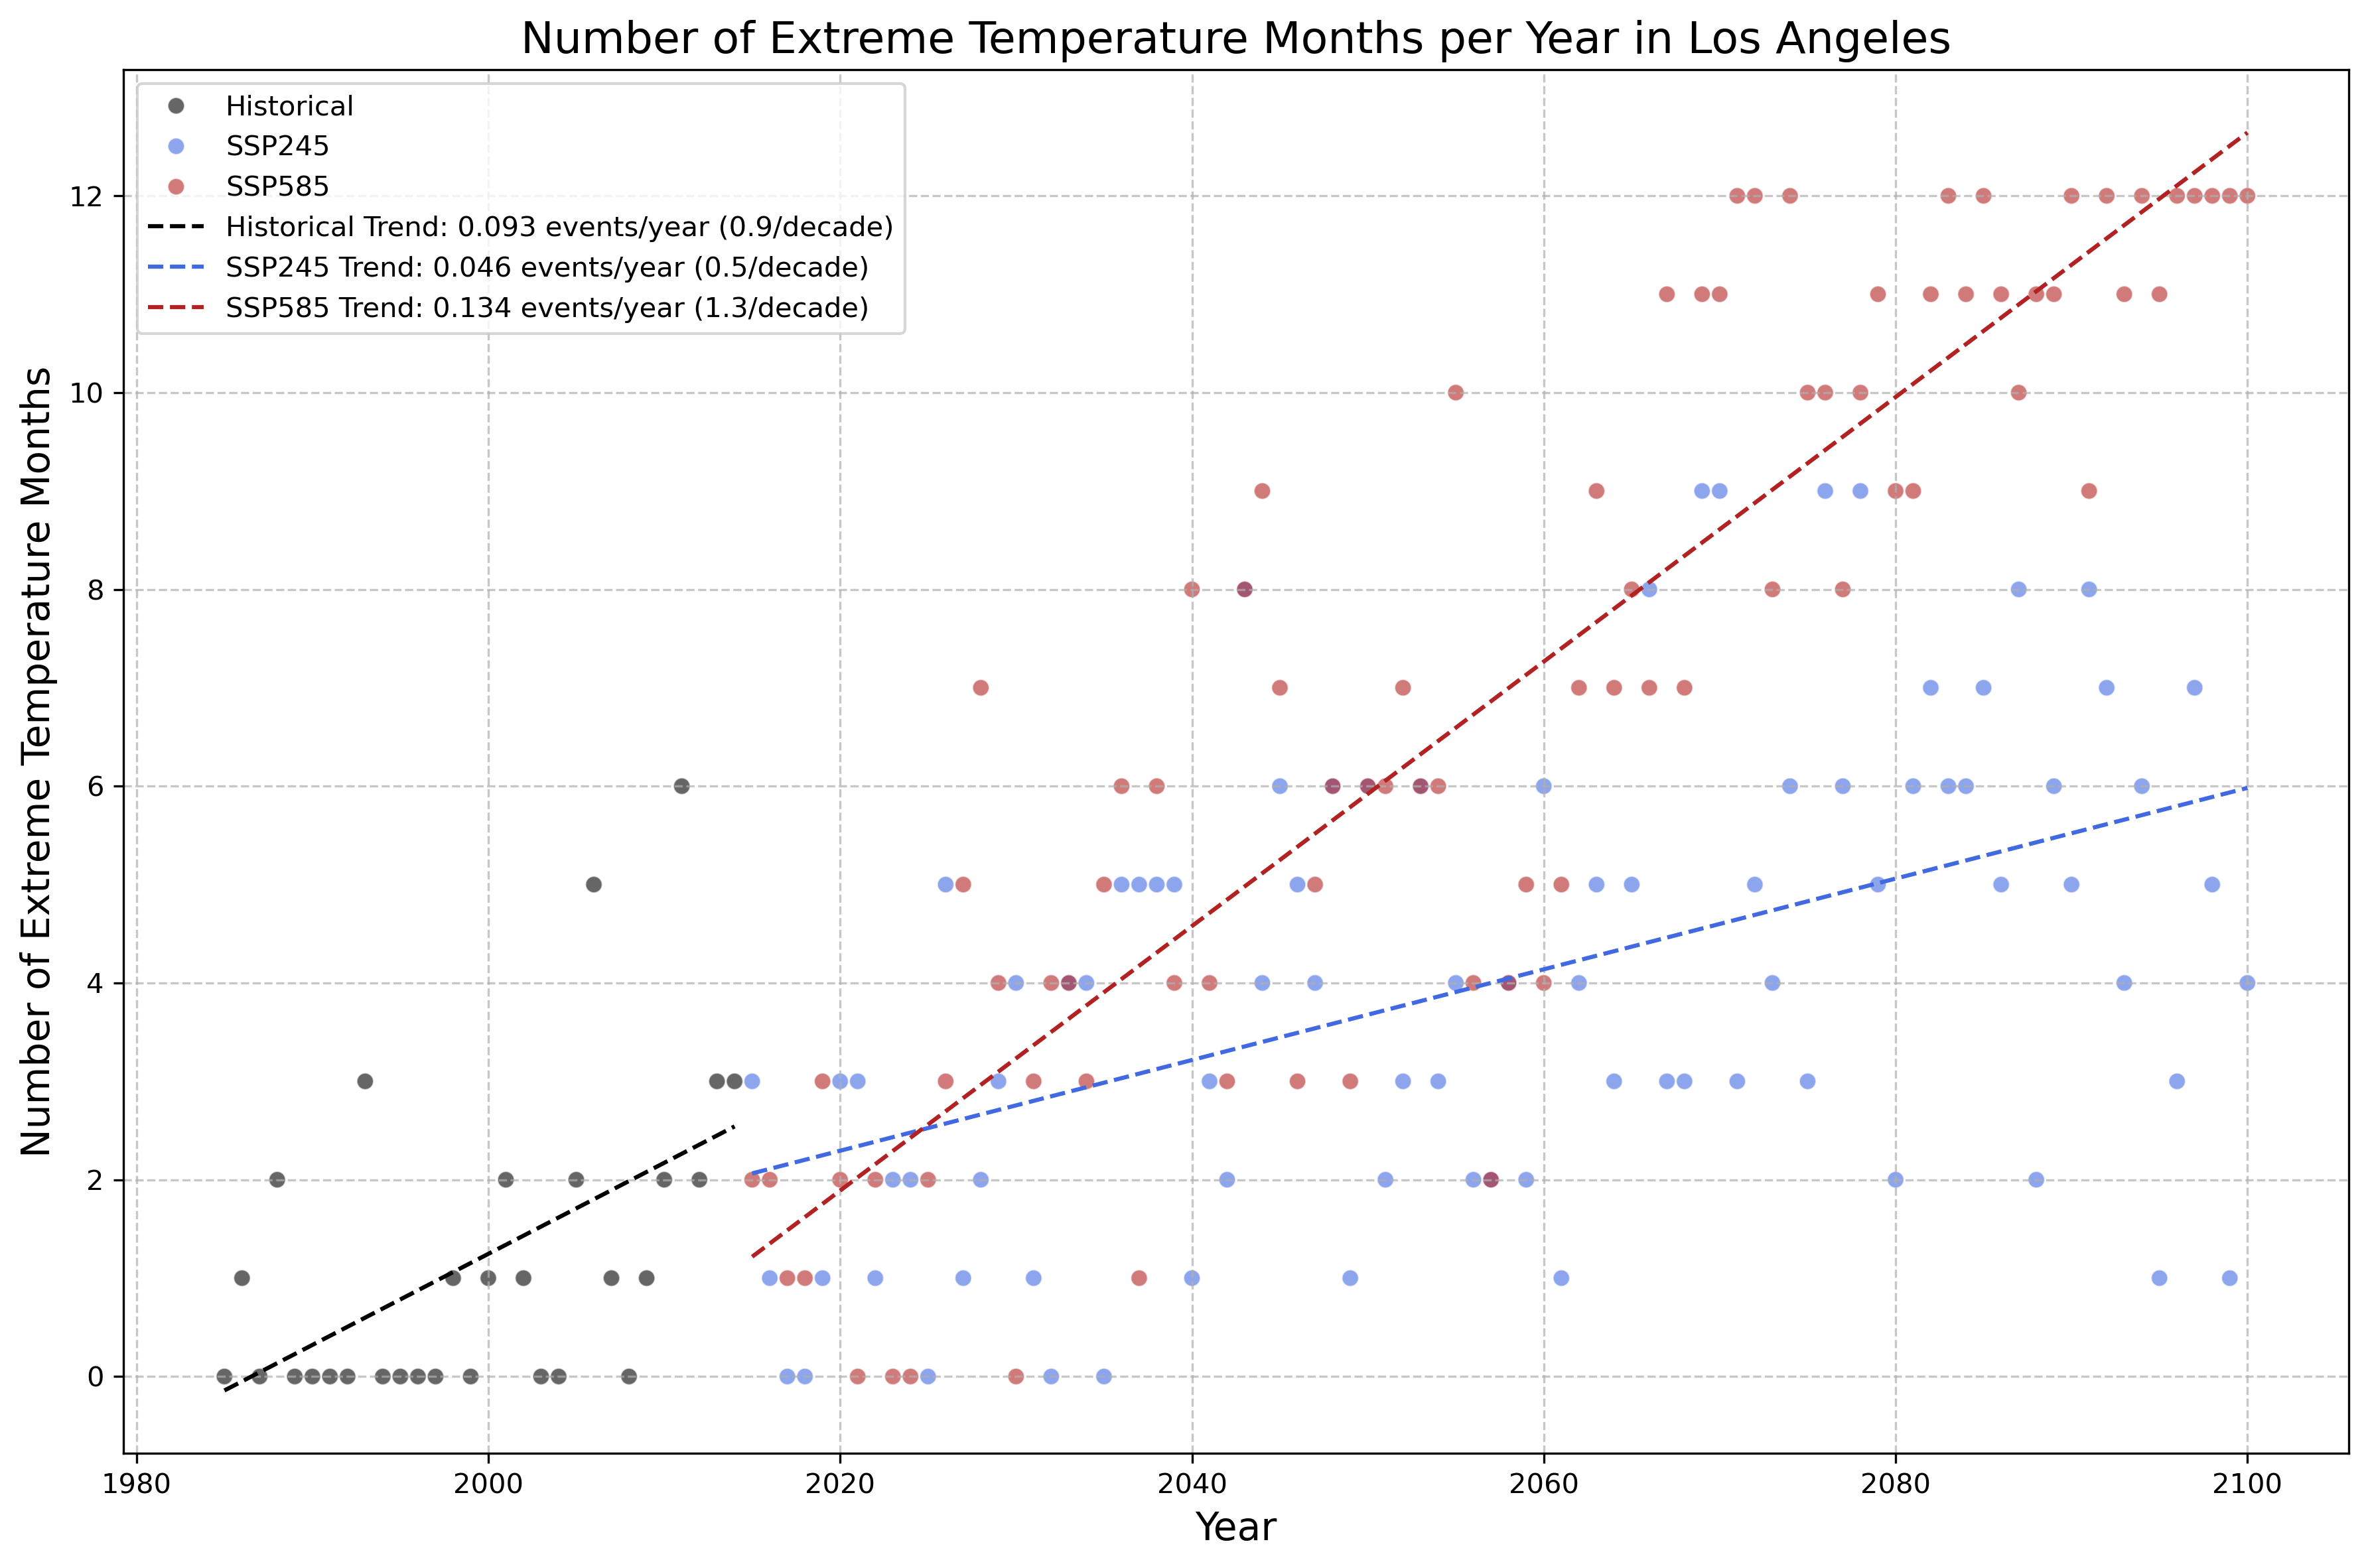 Number of Extreme Temperature Months per Year in Los Angeles
Historical
SSP245
SSP585
Historical Trend: 0.093 events/year (0.9/decade)
SSP245 Trend: 0.046 events/year (0.5/decade)
SSP585 Trend: 0.134 events/year (1.3/decade)
Number of Extreme Temperature Months
12
10
8
6
4
2
0
1980 2000 2020 2040 2060 2080 2100
Year